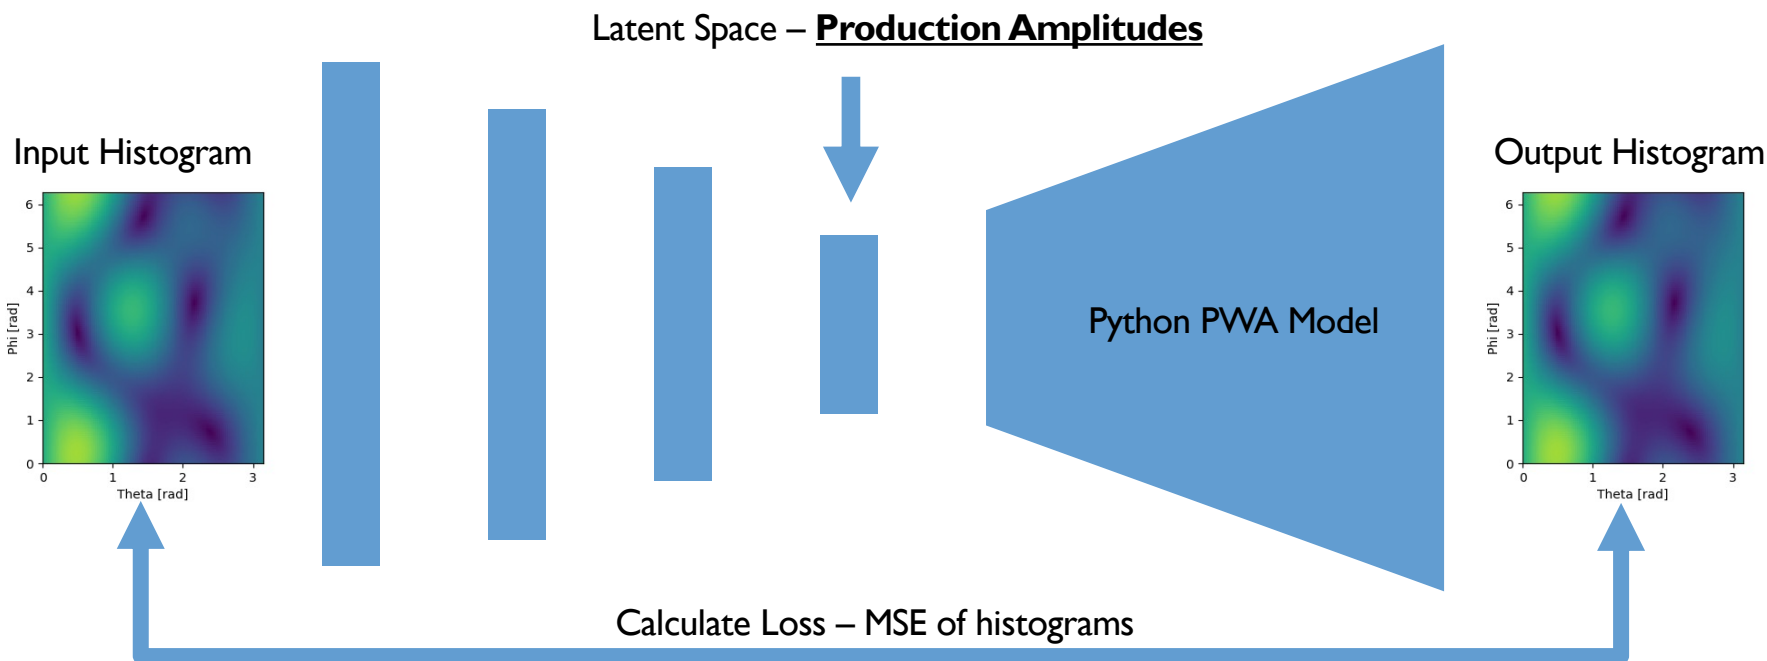 Latent Space – Production Amplitudes
Input Histogram
Output Histogram
6
5
4
3
2
1
0
Phi [rad]
0 1 2 3
Theta [rad]
Python PWA Model
6
5
4
3
2
1
0
Phi [rad]
0 1 2 3
Theta [rad]
Calculate Loss – MSE of histograms